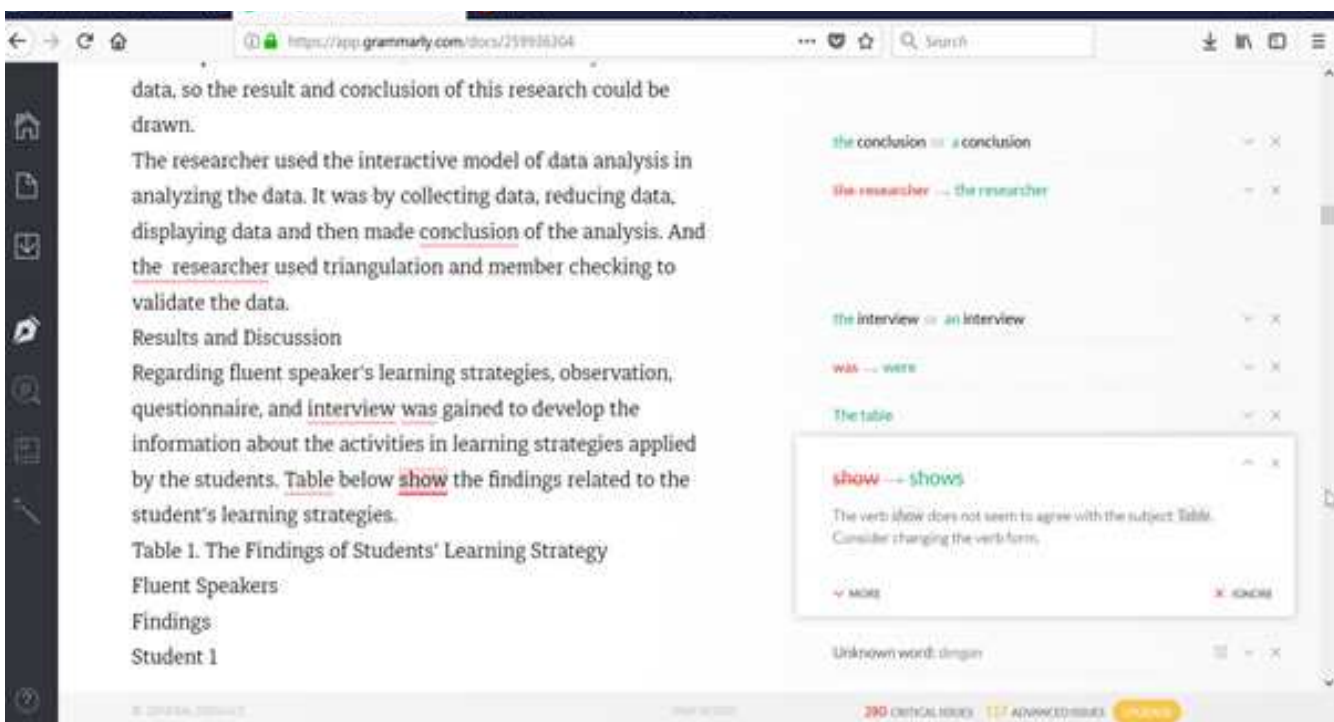 https://app.grammarly.com/docs/
Search
data, so the result and conclusion of this research could be
drawn.
The researcher used the interactive model of data analysis in
analyzing the data. It was by collecting data, reducing data,
displaying data and then made conclusion of the analysis. And
the researcher used triangulation and member checking to
validate the data.
Results and Discussion
Regarding fluent speaker's learning strategies, observation,
questionnaire, and interview was gained to develop the
information about the activities in learning strategies applied
by the students. Table below show the findings related to the
student's learning strategies.
Table 1. The Findings of Students' Learning Strategy
Fluent Speakers
Findings
Student 1
the conclusion or a conclusion
the researcher → the researcher
the interview or an interview
was → were
The table
show → shows
The verb show does not seem to agree with the subject Table.
Consider changing the verb form.
MORE
IGNORE
Unknown word: dengan
280 CRITICAL ISSUES
ADVANCED ISSUES